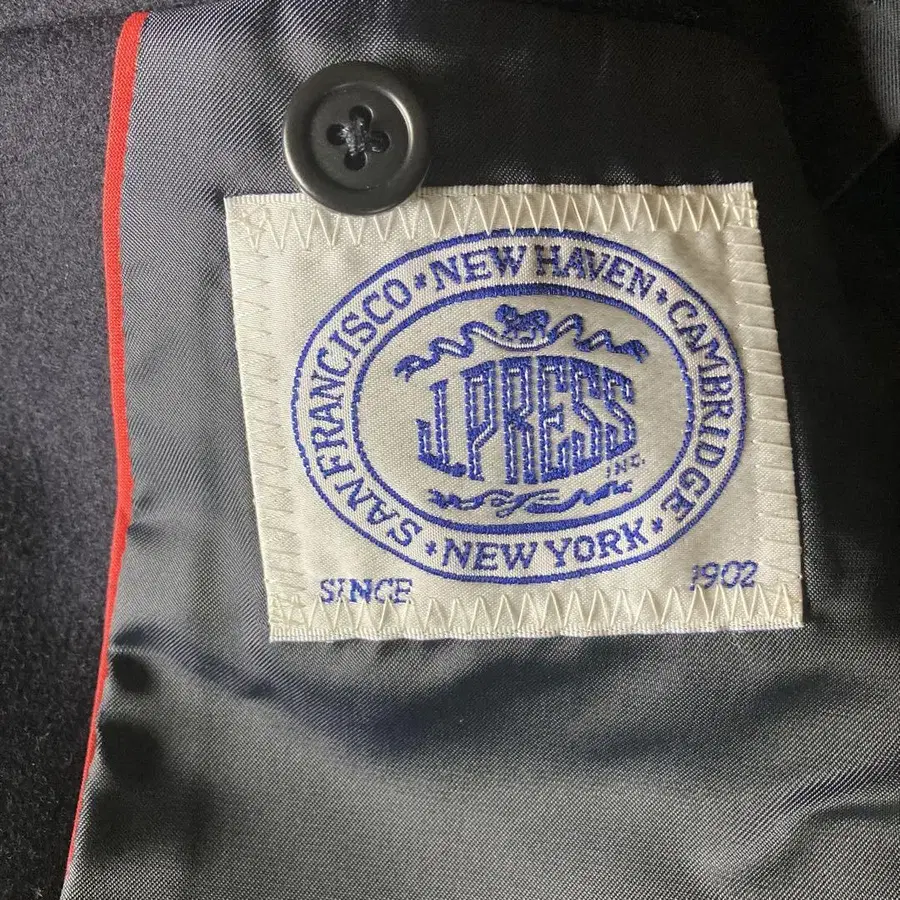 SAN FRANCISCO * NEW HAVEN * CAMBRIDGE * NEW YORK *
J. PRESS
INC.
SINCE 1902